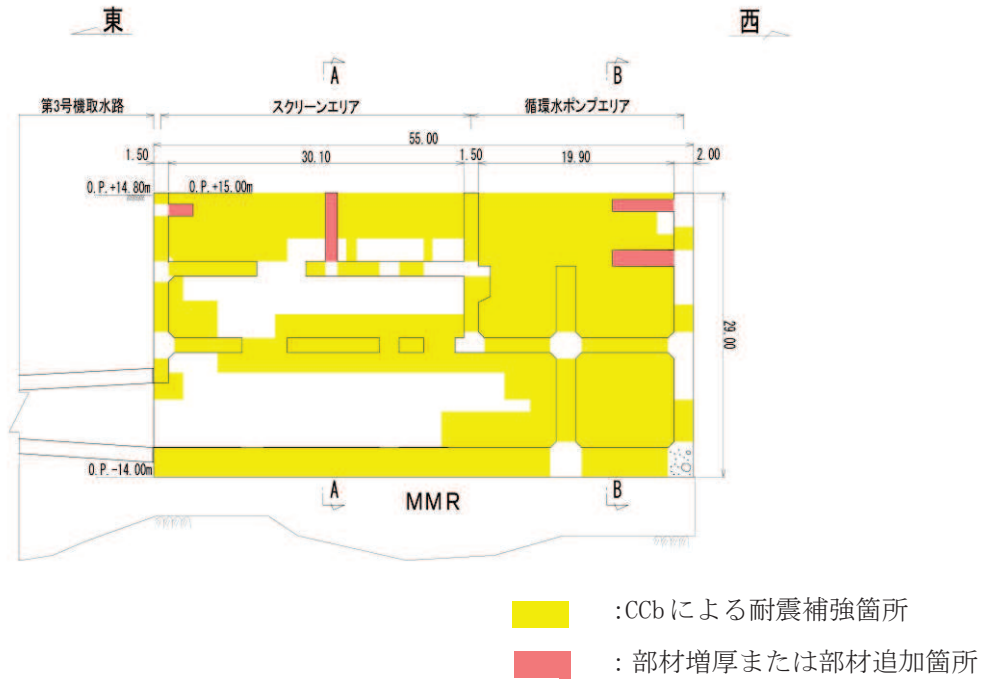 東
西
A
B
第3号機取水路
スクリーンエリア
循環水ポンプエリア
55.00
1.50
30.10
1.50
19.90
2.00
O.P.+14.80m
O.P.+15.00m
29.00
O.P.-14.00m
A
MMR
B
:CCbによる耐震補強箇所
:部材増厚または部材追加箇所